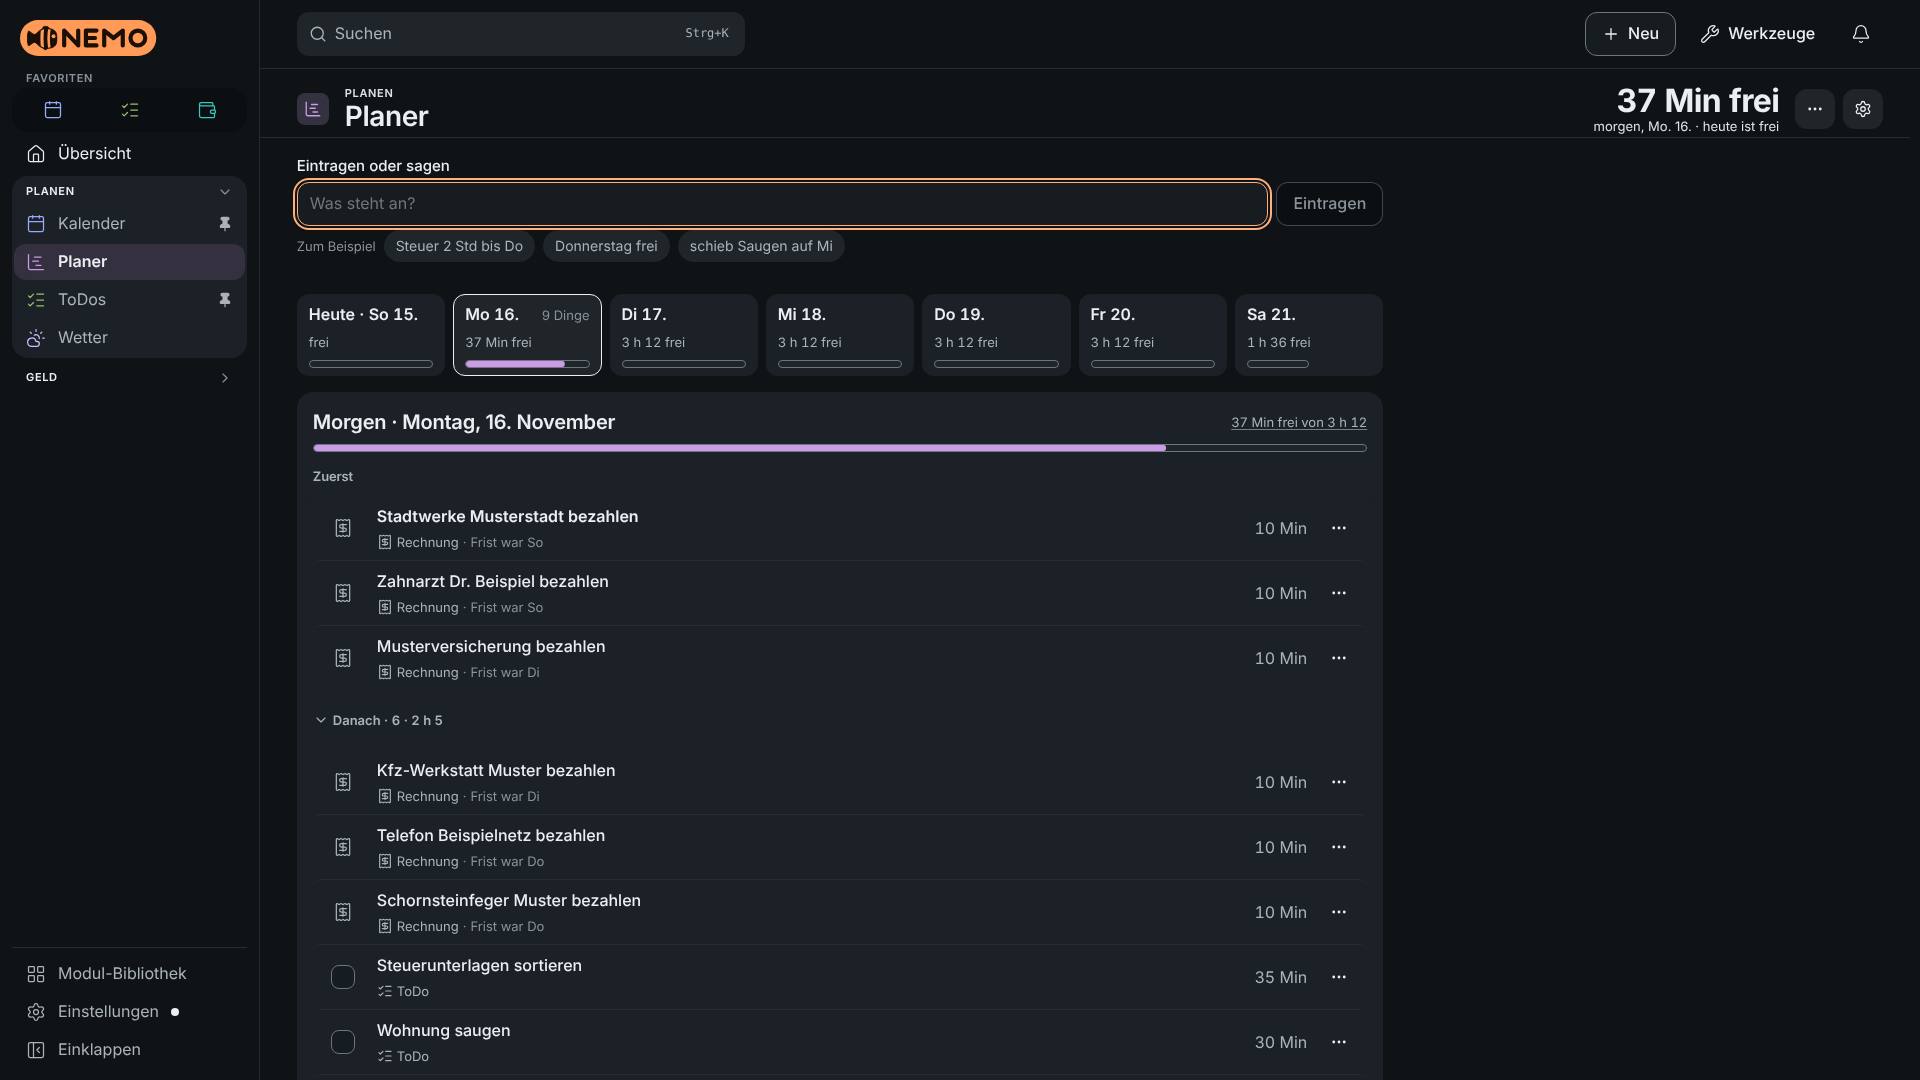 NEMO
FAVORITEN
Übersicht
PLANEN
Kalender
Planer
ToDos
Wetter
GELD
Modul-Bibliothek
Einstellungen
Einklappen
Suchen Strg+K
Neu
Werkzeuge
PLANEN
Planer
37 Min frei
morgen, Mo. 16. · heute ist frei
Eintragen oder sagen
Was steht an?
Eintragen
Zum Beispiel Steuer 2 Std bis Do Donnerstag frei schieb Saugen auf Mi
Heute · So 15.
frei
Mo 16. 9 Dinge
37 Min frei
Di 17.
3 h 12 frei
Mi 18.
3 h 12 frei
Do 19.
3 h 12 frei
Fr 20.
3 h 12 frei
Sa 21.
1 h 36 frei
Morgen · Montag, 16. November 37 Min frei von 3 h 12
Zuerst
Stadtwerke Musterstadt bezahlen 10 Min
Rechnung · Frist war So
Zahnarzt Dr. Beispiel bezahlen 10 Min
Rechnung · Frist war So
Musterversicherung bezahlen 10 Min
Rechnung · Frist war Di
Danach · 6 · 2 h 5
Kfz-Werkstatt Muster bezahlen 10 Min
Rechnung · Frist war Di
Telefon Beispielnetz bezahlen 10 Min
Rechnung · Frist war Do
Schornsteinfeger Muster bezahlen 10 Min
Rechnung · Frist war Do
Steuerunterlagen sortieren 35 Min
ToDo
Wohnung saugen 30 Min
ToDo